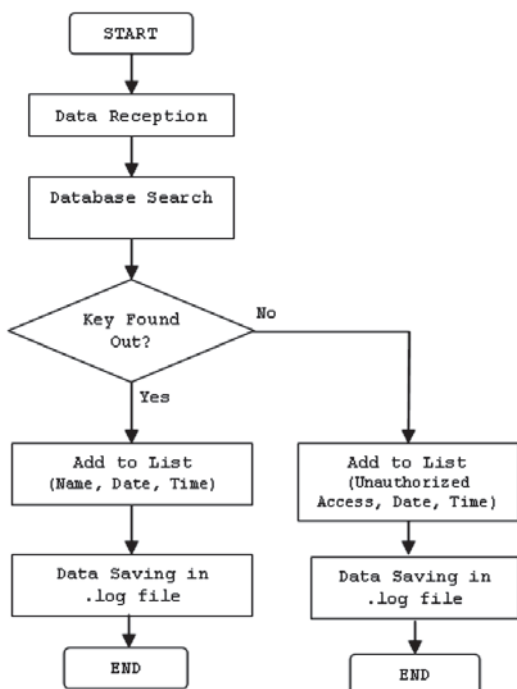 START
Data Reception
Database Search
Key Found
Out?
No
Yes
Add to List
(Name, Date, Time)
Add to List
(Unauthorized
Access, Date, Time)
Data Saving in
.log file
Data Saving in
.log file
END
END